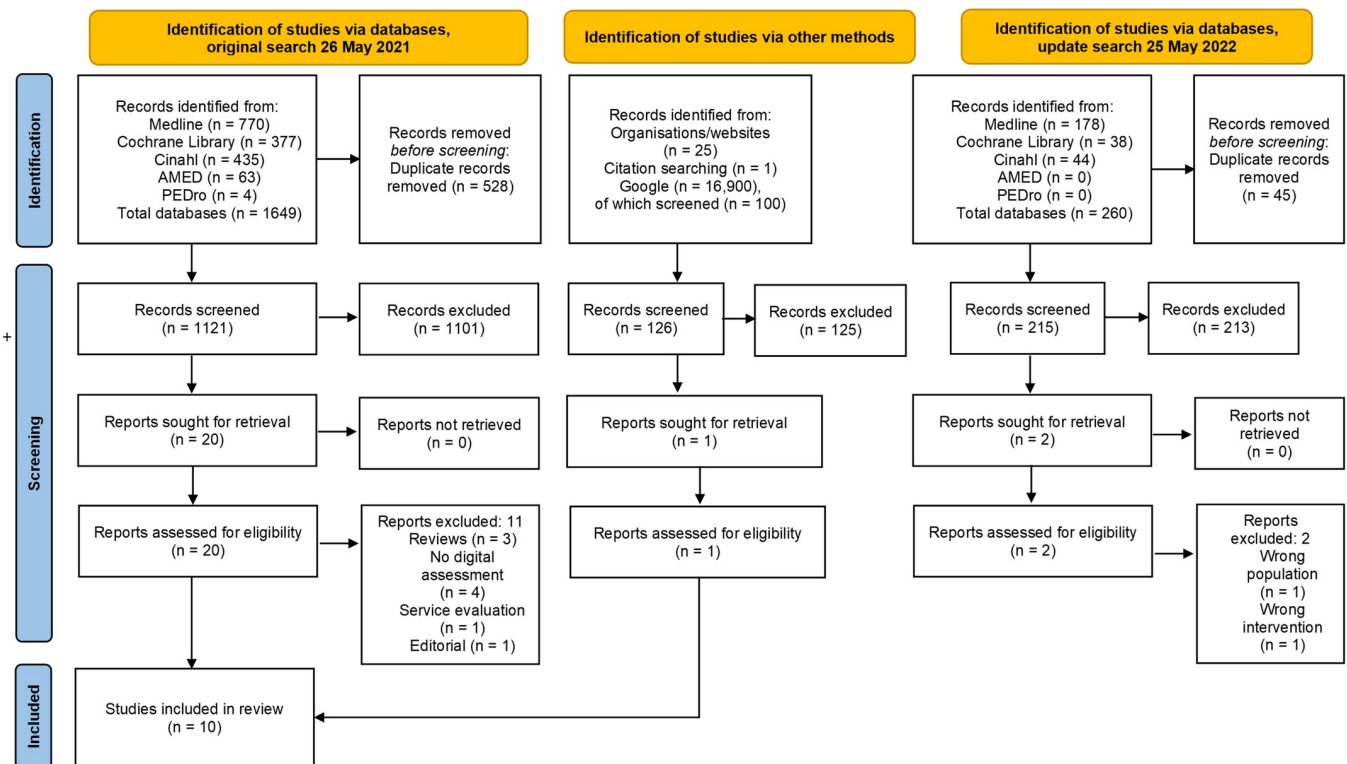 Identification of studies via databases,
original search 26 May 2021
Identification of studies via other methods
Identification of studies via databases,
update search 25 May 2022
Identification
Records identified from:
Medline (n = 770)
Cochrane Library (n = 377)
Cinahl (n = 435)
AMED (n = 63)
PEDro (n = 4)
Total databases (n = 1649)
Records removed
before screening:
Duplicate records
removed (n = 528)
Records identified from:
Organisations/websites
(n = 25)
Citation searching (n = 1)
Google (n = 16,900),
of which screened (n = 100)
Records identified from:
Medline (n = 178)
Cochrane Library (n = 38)
Cinahl (n = 44)
AMED (n = 0)
PEDro (n = 0)
Total databases (n = 260)
Records removed
before screening:
Duplicate records
removed
(n = 45)
+
Screening
Records screened
(n = 1121)
Records excluded
(n = 1101)
Records screened
(n = 126)
Records excluded
(n = 125)
Records screened
(n = 215)
Records excluded
(n = 213)
Reports sought for retrieval
(n = 20)
Reports not retrieved
(n = 0)
Reports sought for retrieval
(n = 1)
Reports sought for retrieval
(n = 2)
Reports not
retrieved
(n = 0)
Reports assessed for eligibility
(n = 20)
Reports excluded: 11
Reviews (n = 3)
No digital
assessment
(n = 4)
Service evaluation
(n = 1)
Editorial (n = 1)
Reports assessed for eligibility
(n = 1)
Reports assessed for eligibility
(n = 2)
Reports
excluded: 2
Wrong
population
(n = 1)
Wrong
intervention
(n = 1)
Included
Studies included in review
(n = 10)